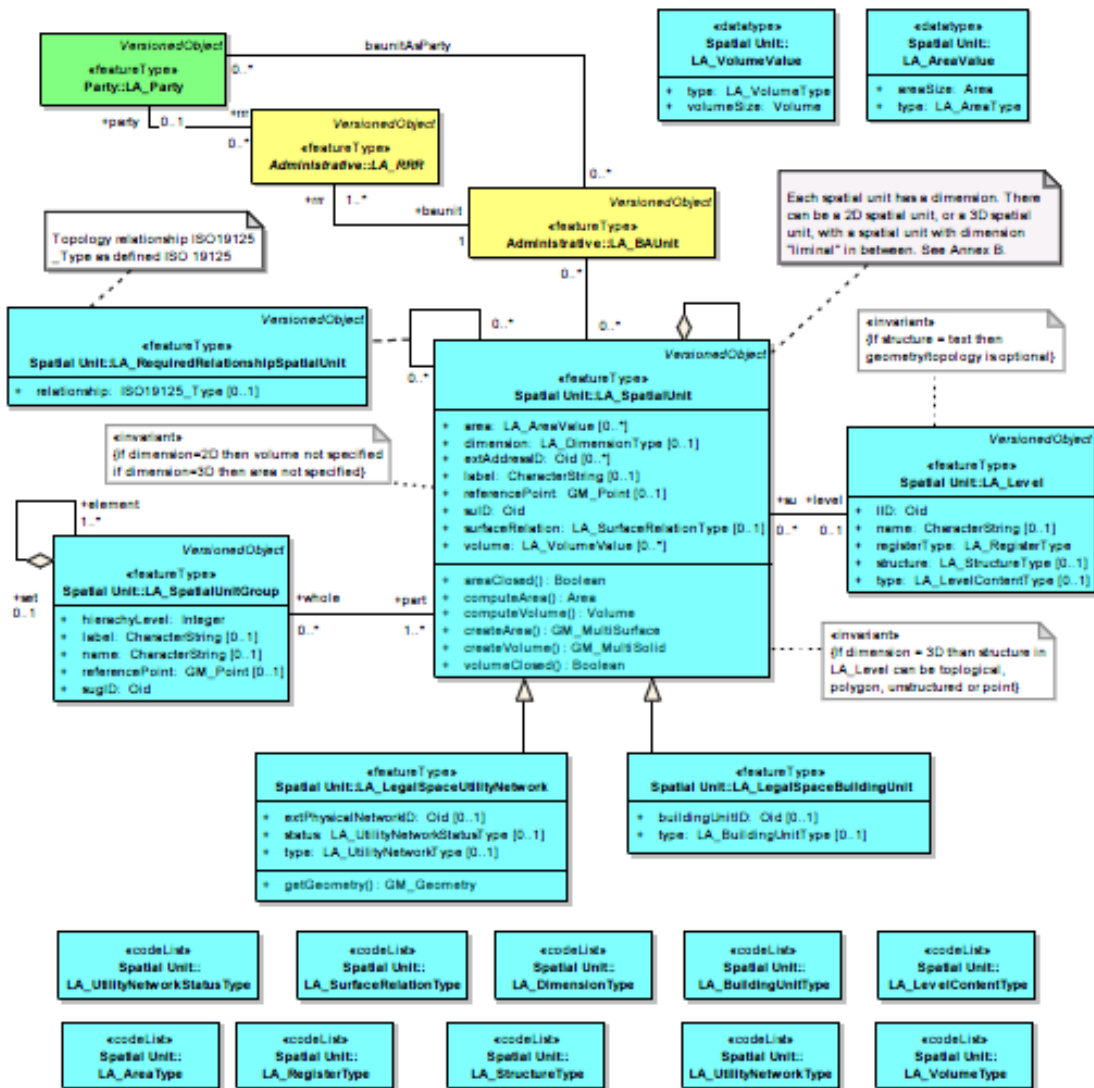 VersionedObject
«featureType»
Party::LA_Party
baunitAsParty
0..*
+party
0..1
+rrr
0..*
VersionedObject
«featureType»
Administrative::LA_RRR
+rrr
1..*
+baunit
1
0..*
VersionedObject
«featureType»
Administrative::LA_BAUnit
0..*
0..*
«datatype»
Spatial Unit::
LA_VolumeValue
+ type: LA_VolumeType
+ volumeSize: Volume
«datatype»
Spatial Unit::
LA_AreaValue
+ areaSize: Area
+ type: LA_AreaType
Each spatial unit has a dimension. There
can be a 2D spatial unit, or a 3D spatial
unit, with a spatial unit with dimension
"liminal" in between. See Annex B.
Topology relationship ISO19125
_Type as defined ISO 19125
VersionedObject
«featureType»
Spatial Unit::LA_RequiredRelationshipSpatialUnit
+ relationship: ISO19125_Type [0..1]
0..*
0..*
«invariant»
{If structure = text then
geometry/topology is optional}
«invariant»
{if dimension=2D then volume not specified
if dimension=3D then area not specified}
VersionedObject
«featureType»
Spatial Unit::LA_SpatialUnit
+ area: LA_AreaValue [0..*]
+ dimension: LA_DimensionType [0..1]
+ extAddressID: Oid [0..*]
+ label: CharacterString [0..1]
+ referencePoint: GM_Point [0..1]
+ suID: Oid
+ surfaceRelation: LA_SurfaceRelationType [0..1]
+ volume: LA_VolumeValue [0..*]
+ areaClosed() : Boolean
+ computeArea() : Area
+ computeVolume() : Volume
+ createArea() : GM_MultiSurface
+ createVolume() : GM_MultiSolid
+ volumeClosed() : Boolean
+su
0..*
+level
0..1
VersionedObject
«featureType»
Spatial Unit::LA_Level
+ lID: Oid
+ name: CharacterString [0..1]
+ registerType: LA_RegisterType
+ structure: LA_StructureType [0..1]
+ type: LA_LevelContentType [0..1]
+element
1..*
+set
0..1
VersionedObject
«featureType»
Spatial Unit::LA_SpatialUnitGroup
+ hierachyLevel: Integer
+ label: CharacterString [0..1]
+ name: CharacterString [0..1]
+ referencePoint: GM_Point [0..1]
+ sugID: Oid
+whole
0..*
+part
1..*
«invariant»
{If dimension = 3D than structure in
LA_Level can be toplogical,
polygon, unstructured or point}
«featureType»
Spatial Unit::LA_LegalSpaceUtilityNetwork
+ extPhysicalNetworkID: Oid [0..1]
+ status: LA_UtilityNetworkStatusType [0..1]
+ type: LA_UtilityNetworkType [0..1]
+ getGeometry() : GM_Geometry
«featureType»
Spatial Unit::LA_LegalSpaceBuildingUnit
+ buildingUnitID: Oid [0..1]
+ type: LA_BuildingUnitType [0..1]
«codeList»
Spatial Unit::
LA_UtilityNetworkStatusType
«codeList»
Spatial Unit::
LA_SurfaceRelationType
«codeList»
Spatial Unit::
LA_DimensionType
«codeList»
Spatial Unit::
LA_BuildingUnitType
«codeList»
Spatial Unit::
LA_LevelContentType
«codeList»
Spatial Unit::
LA_AreaType
«codeList»
Spatial Unit::
LA_RegisterType
«codeList»
Spatial Unit::
LA_StructureType
«codeList»
Spatial Unit::
LA_UtilityNetworkType
«codeList»
Spatial Unit::
LA_VolumeType